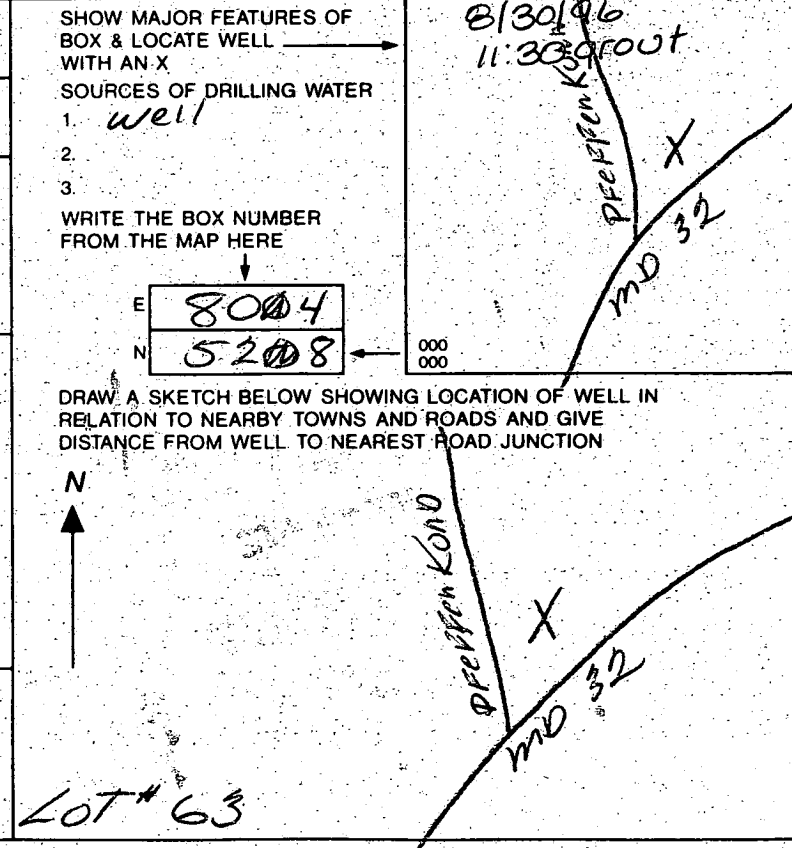 SHOW MAJOR FEATURES OF
BOX & LOCATE WELL
WITH AN X
SOURCES OF DRILLING WATER
1. well
2.
3.
WRITE THE BOX NUMBER
FROM THE MAP HERE
E 8004
N 5208
8/30/96
11:30 grout
X
MD 32
000
000
DRAW A SKETCH BELOW SHOWING LOCATION OF WELL IN
RELATION TO NEARBY TOWNS AND ROADS AND GIVE
DISTANCE FROM WELL TO NEAREST ROAD JUNCTION
N
X
MD 32
LOT # 63